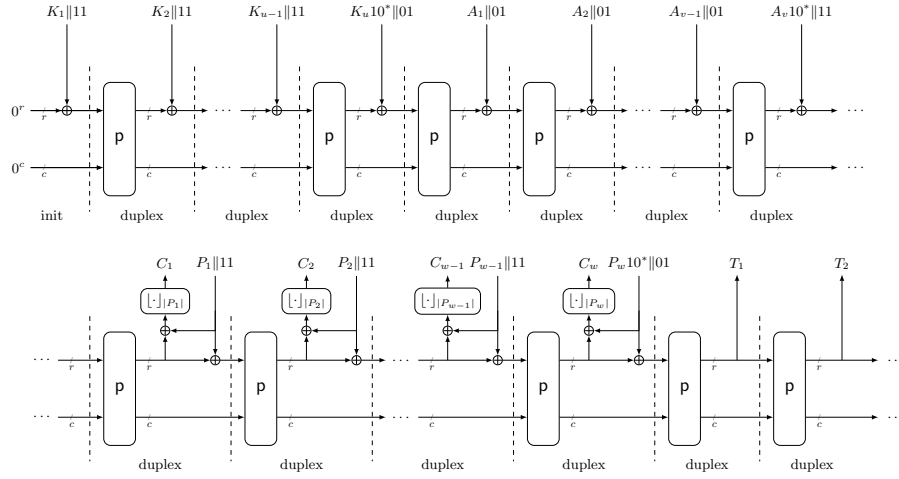 K₁∥11 K₂∥11 K_{u−1}∥11 K_u10*∥01 A₁∥01 A₂∥01 A_{v−1}∥01 A_v10*∥11
0^r r r ⋯ r r r ⋯ r ⋯
p p p p p
0^c c c ⋯ c c c ⋯ c ⋯
init duplex duplex duplex duplex duplex duplex duplex
C₁ P₁∥11 C₂ P₂∥11 C_{w−1} P_{w−1}∥11 C_w P_w10*∥01 T₁ T₂
⌊·⌋_{|P₁|} ⌊·⌋_{|P₂|} ⌊·⌋_{|P_{w−1}|} ⌊·⌋_{|P_w|}
⋯ r r r ⋯ r r r ⋯
p p p p p
⋯ c c c ⋯ c c c ⋯
duplex duplex duplex duplex duplex duplex